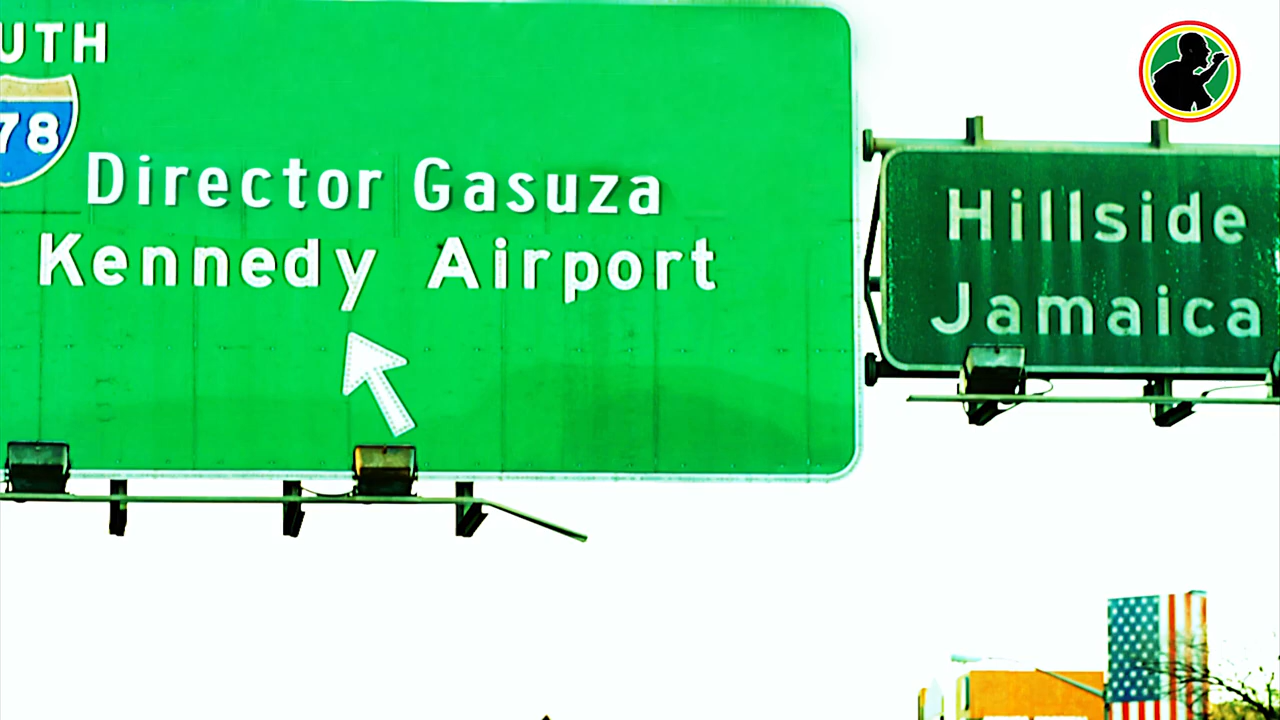 UTH
78
Director Gasuza
Kennedy Airport
Hillside
Jamaica